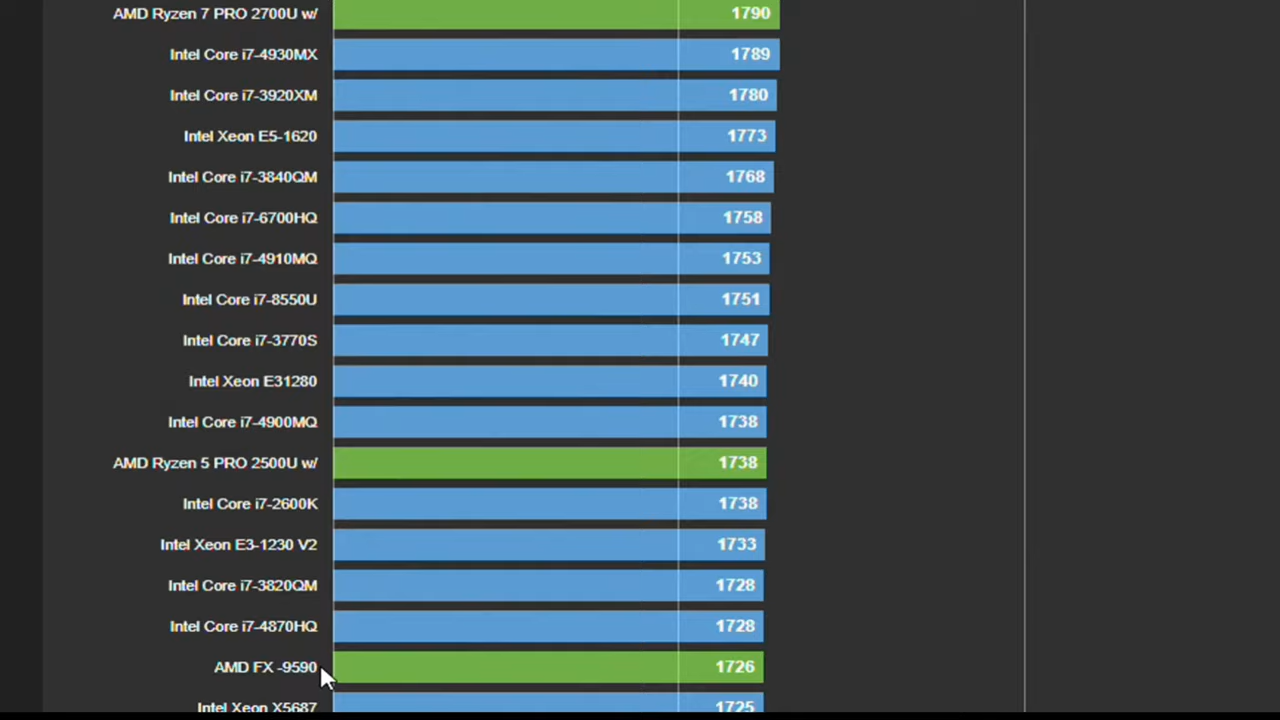 AMD Ryzen 7 PRO 2700U w/ 1790
Intel Core i7-4930MX 1789
Intel Core i7-3920XM 1780
Intel Xeon E5-1620 1773
Intel Core i7-3840QM 1768
Intel Core i7-6700HQ 1758
Intel Core i7-4910MQ 1753
Intel Core i7-8550U 1751
Intel Core i7-3770S 1747
Intel Xeon E31280 1740
Intel Core i7-4900MQ 1738
AMD Ryzen 5 PRO 2500U w/ 1738
Intel Core i7-2600K 1738
Intel Xeon E3-1230 V2 1733
Intel Core i7-3820QM 1728
Intel Core i7-4870HQ 1728
AMD FX -9590 1726
Intel Xeon X5687 1725